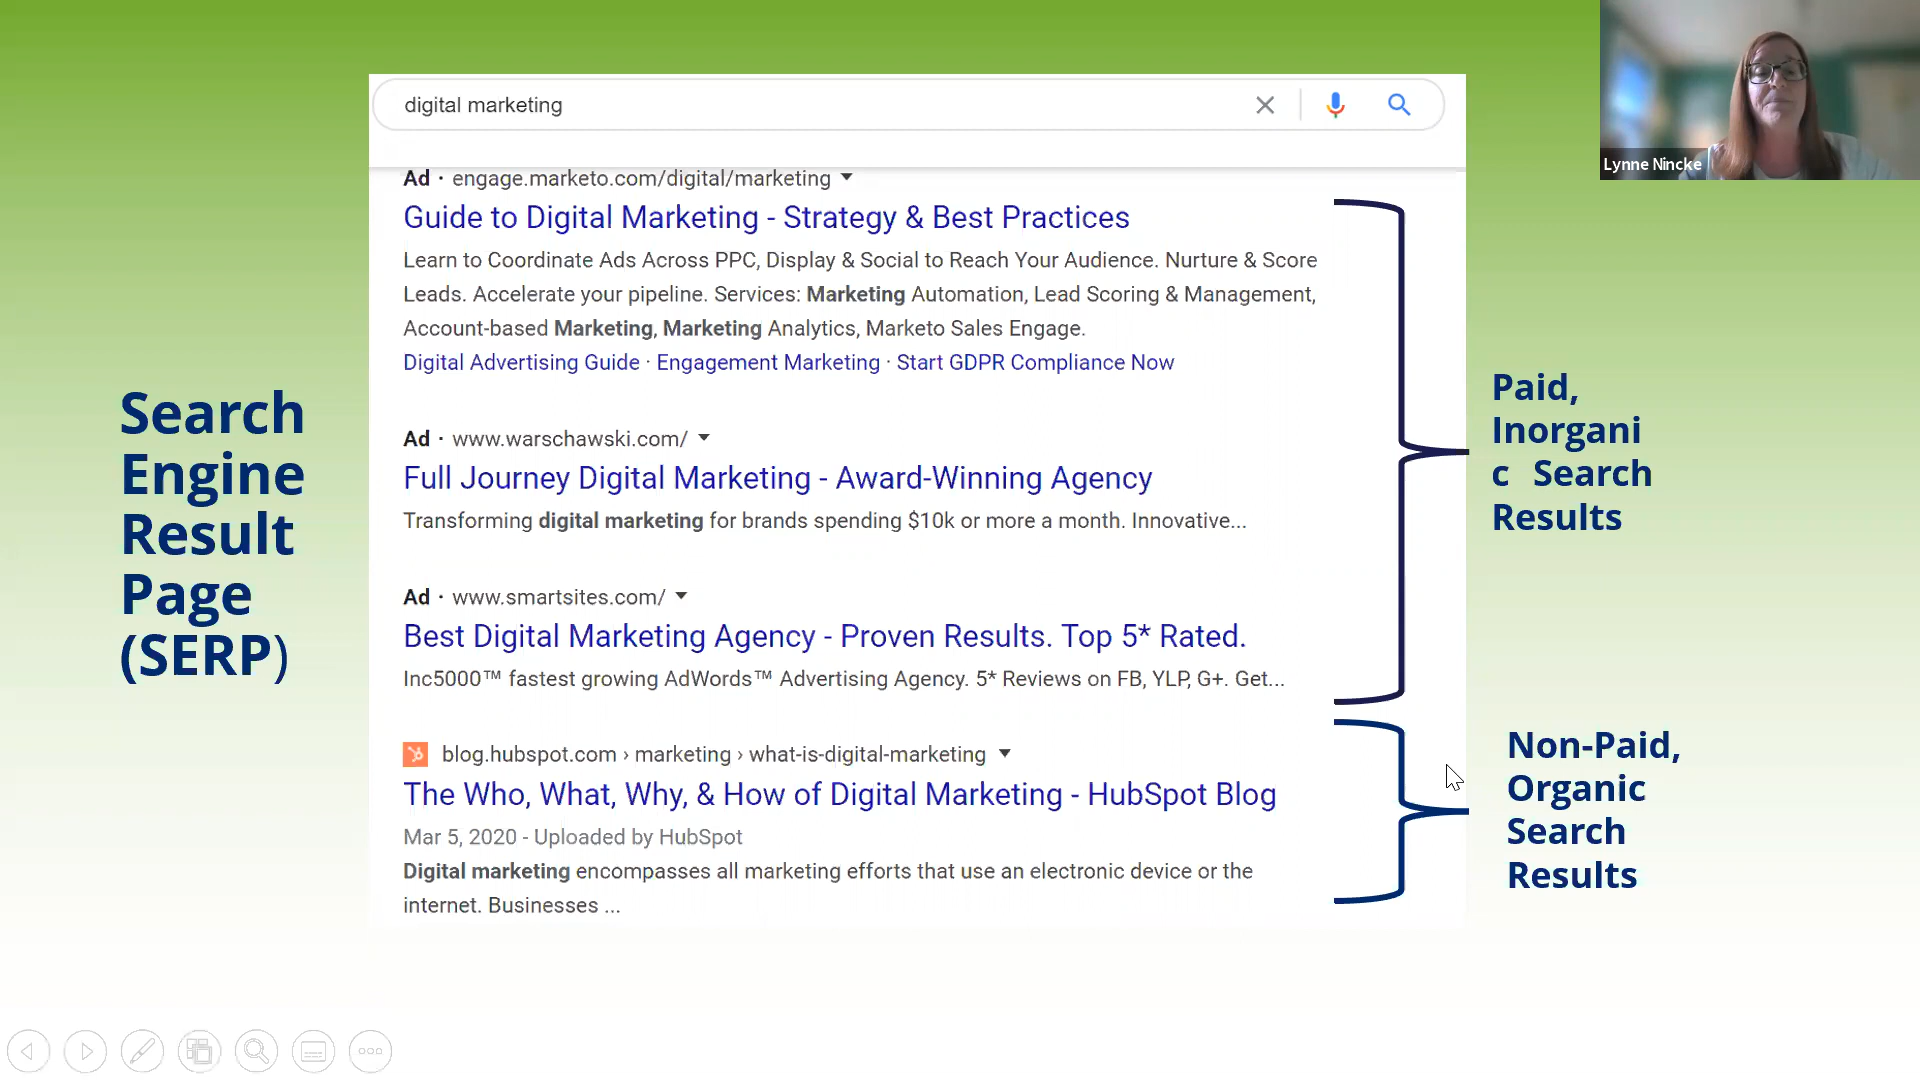 digital marketing
Ad · engage.marketo.com/digital/marketing
Guide to Digital Marketing - Strategy & Best Practices
Learn to Coordinate Ads Across PPC, Display & Social to Reach Your Audience. Nurture & Score
Leads. Accelerate your pipeline. Services: Marketing Automation, Lead Scoring & Management,
Account-based Marketing, Marketing Analytics, Marketo Sales Engage.
Digital Advertising Guide · Engagement Marketing · Start GDPR Compliance Now
Ad · www.warschawski.com/
Full Journey Digital Marketing - Award-Winning Agency
Transforming digital marketing for brands spending $10k or more a month. Innovative...
Ad · www.smartsites.com/
Best Digital Marketing Agency - Proven Results. Top 5* Rated.
Inc5000™ fastest growing AdWords™ Advertising Agency. 5* Reviews on FB, YLP, G+. Get...
blog.hubspot.com › marketing › what-is-digital-marketing
The Who, What, Why, & How of Digital Marketing - HubSpot Blog
Mar 5, 2020 - Uploaded by HubSpot
Digital marketing encompasses all marketing efforts that use an electronic device or the
internet. Businesses ...
Search
Engine
Result
Page
(SERP)
Paid,
Inorgani
c Search
Results
Non-Paid,
Organic
Search
Results
Lynne Nincke